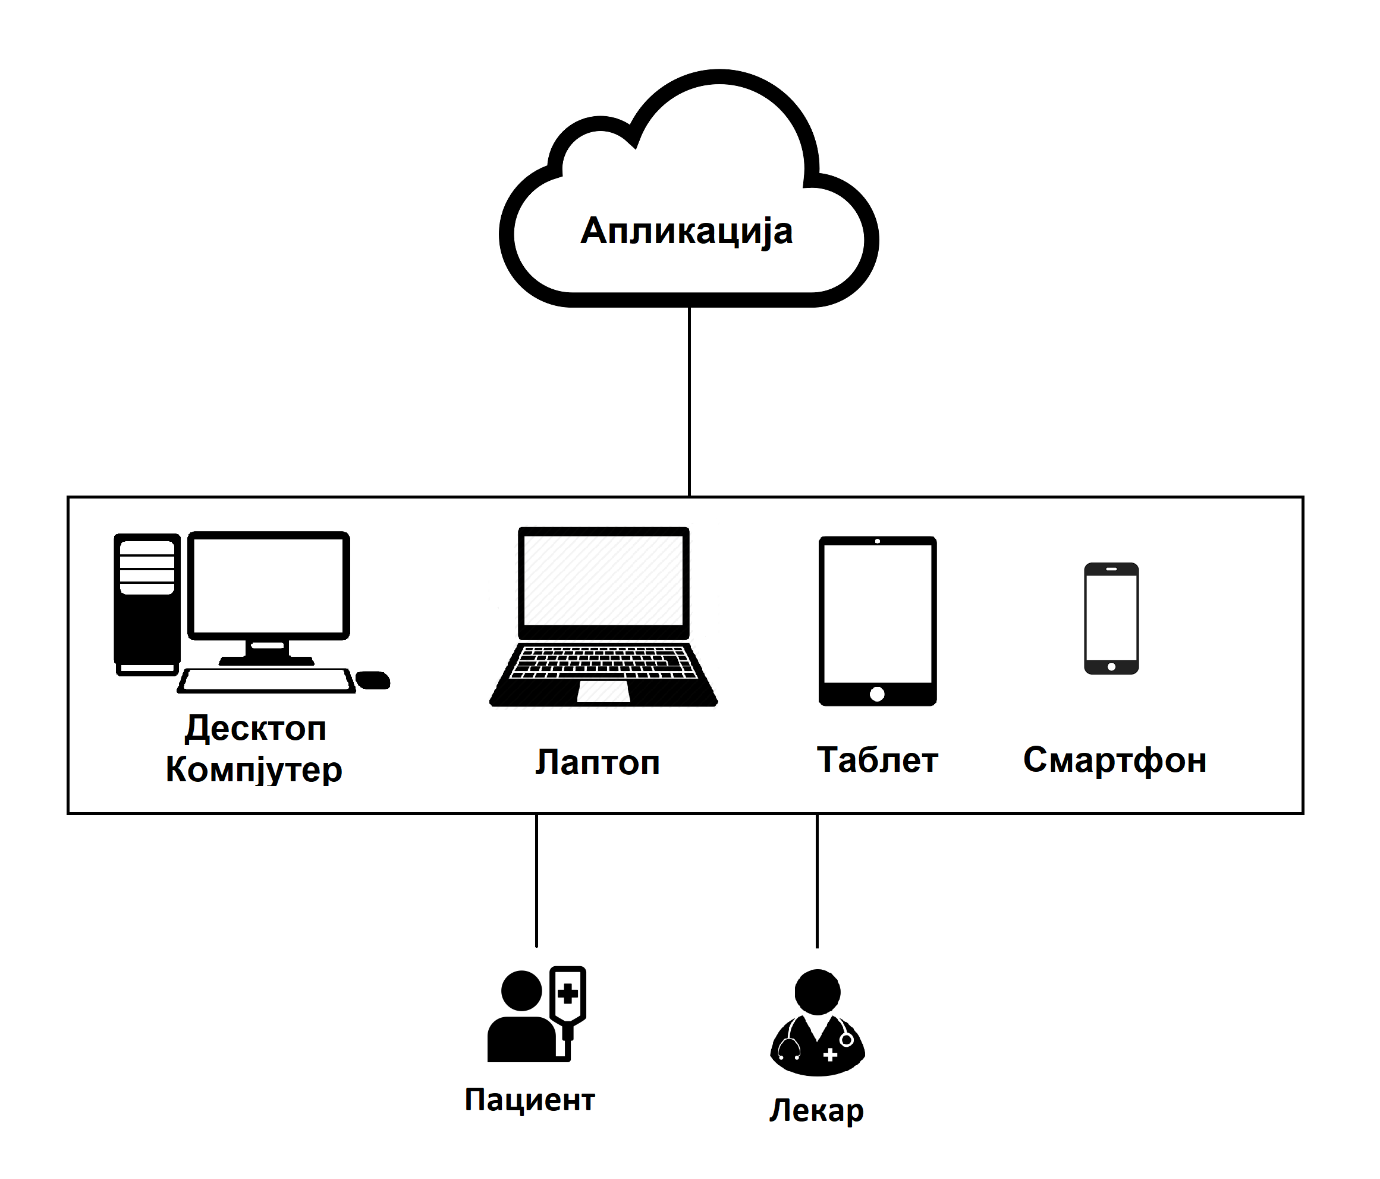 Апликација
Десктоп
Компјутер
Лаптоп
Таблет
Смартфон
Пациент
Лекар